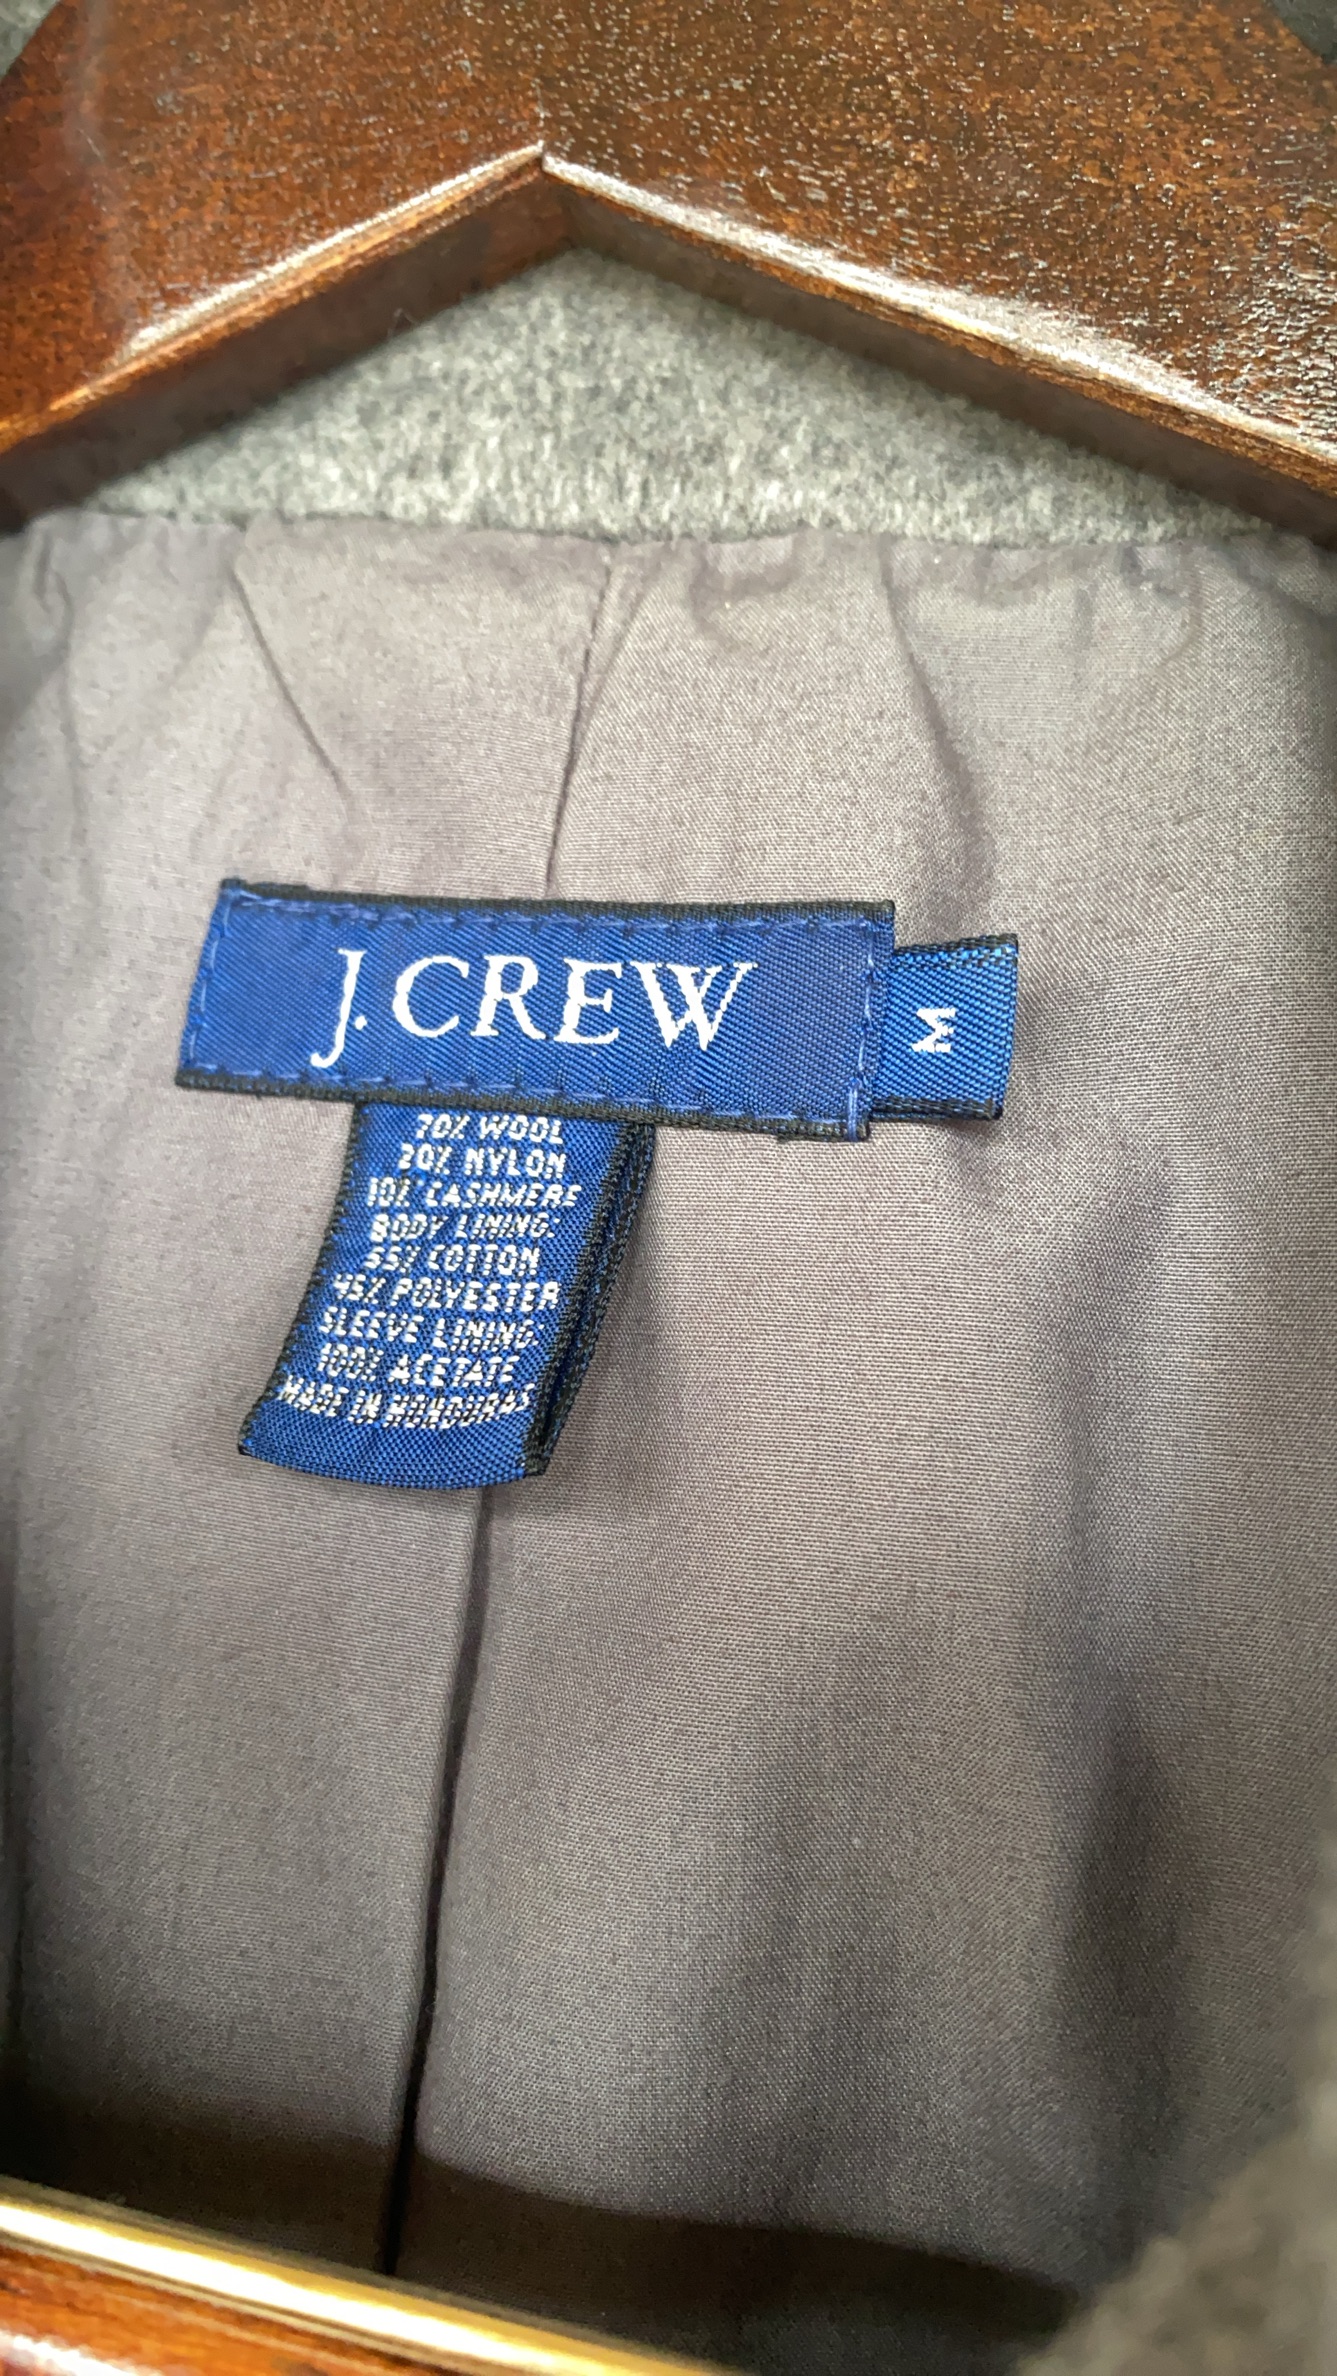 J.CREW
M
70% WOOL
20% NYLON
10% CASHMERE
BODY LINING:
55% COTTON
45% POLYESTER
SLEEVE LINING:
100% ACETATE
MADE IN HONDURAS